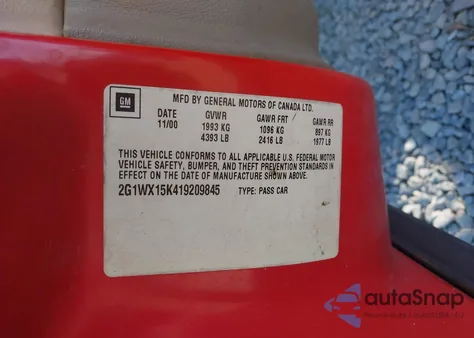 GM
MFD BY GENERAL MOTORS OF CANADA LTD.
DATE GVWR GAWR FRT GAWR RR
11/00 1993 KG 1096 KG 897 KG
4393 LB 2416 LB 1977 LB
THIS VEHICLE CONFORMS TO ALL APPLICABLE U.S. FEDERAL MOTOR
VEHICLE SAFETY, BUMPER, AND THEFT PREVENTION STANDARDS IN
EFFECT ON THE DATE OF MANUFACTURE SHOWN ABOVE.
2G1WX15K419209845 TYPE: PASS CAR
autoSnap